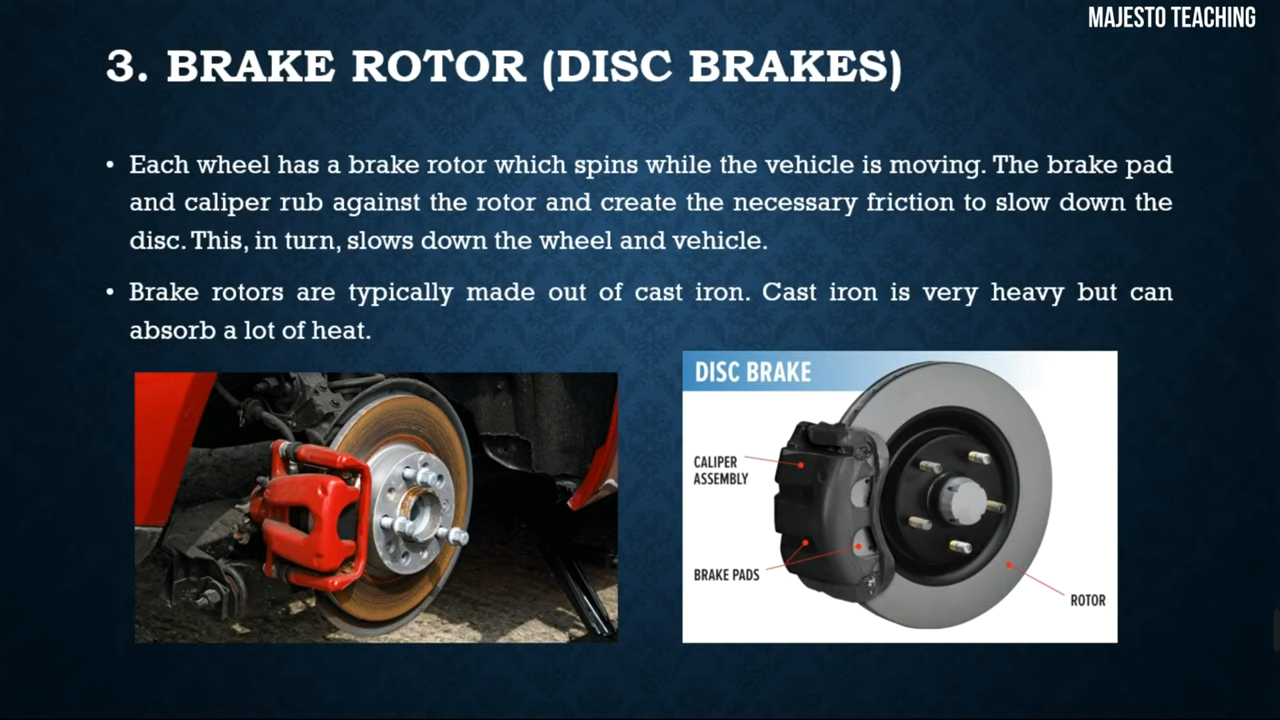 MAJESTO TEACHING
3. BRAKE ROTOR (DISC BRAKES)
• Each wheel has a brake rotor which spins while the vehicle is moving. The brake pad
and caliper rub against the rotor and create the necessary friction to slow down the
disc. This, in turn, slows down the wheel and vehicle.
• Brake rotors are typically made out of cast iron. Cast iron is very heavy but can
absorb a lot of heat.
DISC BRAKE
CALIPER
ASSEMBLY
BRAKE PADS
ROTOR